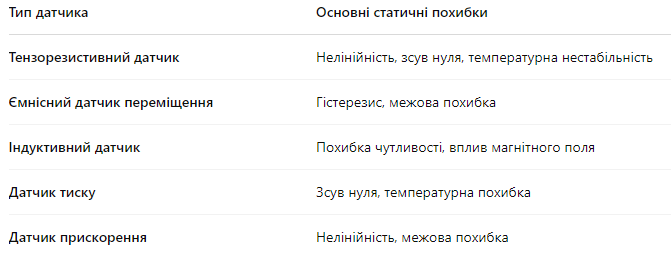 Тип датчика Основні статичні похибки
Тензорезистивний датчик Нелінійність, зсув нуля, температурна нестабільність
Ємнісний датчик переміщення Гістерезис, межова похибка
Індуктивний датчик Похибка чутливості, вплив магнітного поля
Датчик тиску Зсув нуля, температурна похибка
Датчик прискорення Нелінійність, межова похибка